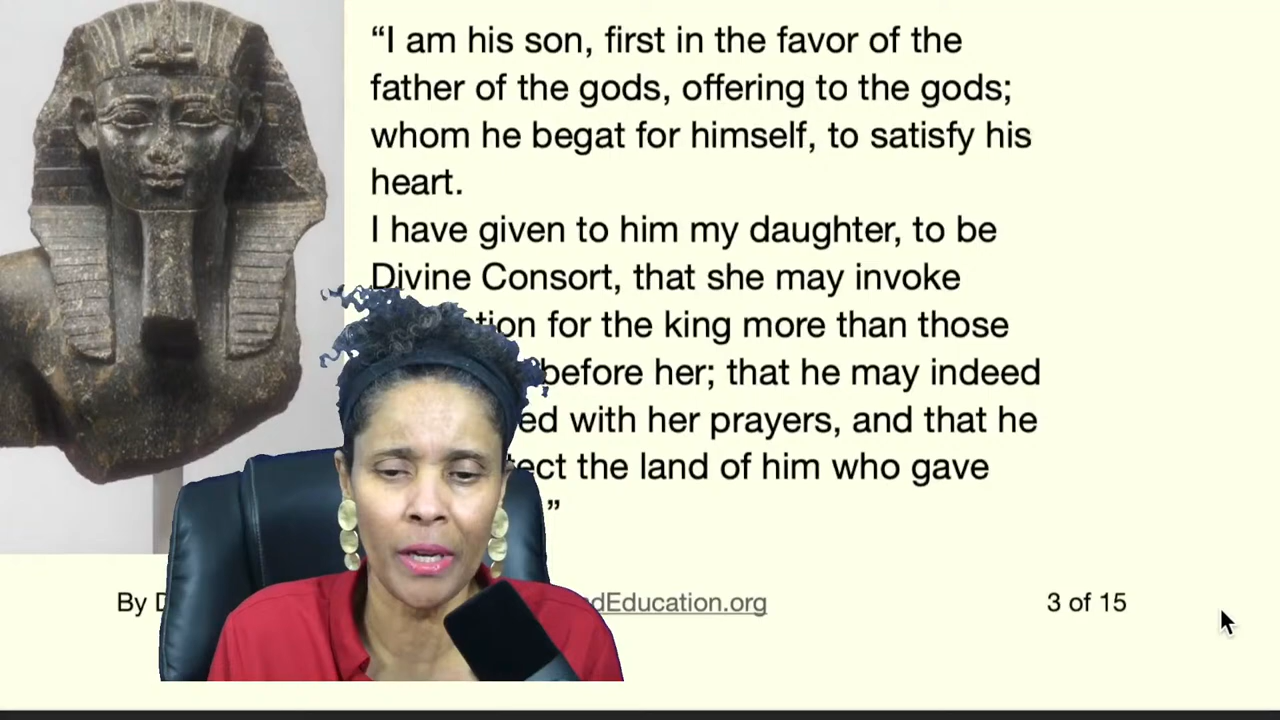 “I am his son, first in the favor of the
father of the gods, offering to the gods;
whom he begat for himself, to satisfy his
heart.
I have given to him my daughter, to be
Divine Consort, that she may invoke
tion for the king more than those
before her; that he may indeed
ed with her prayers, and that he
tect the land of him who gave
”
By D
dEducation.org
3 of 15